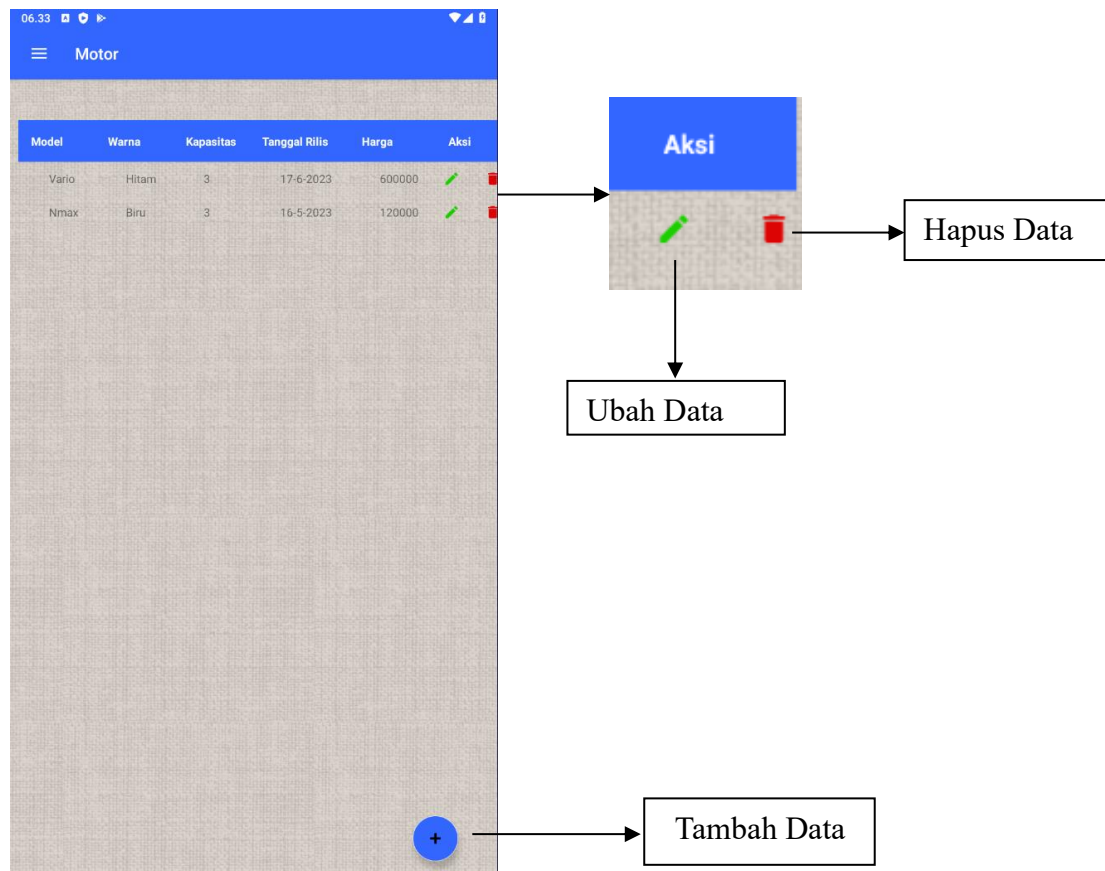 06.33
Motor
Model Warna Kapasitas Tanggal Rilis Harga Aksi
Vario Hitam 3 17-6-2023 600000
Nmax Biru 3 16-5-2023 120000
Aksi
Hapus Data
Ubah Data
+
Tambah Data